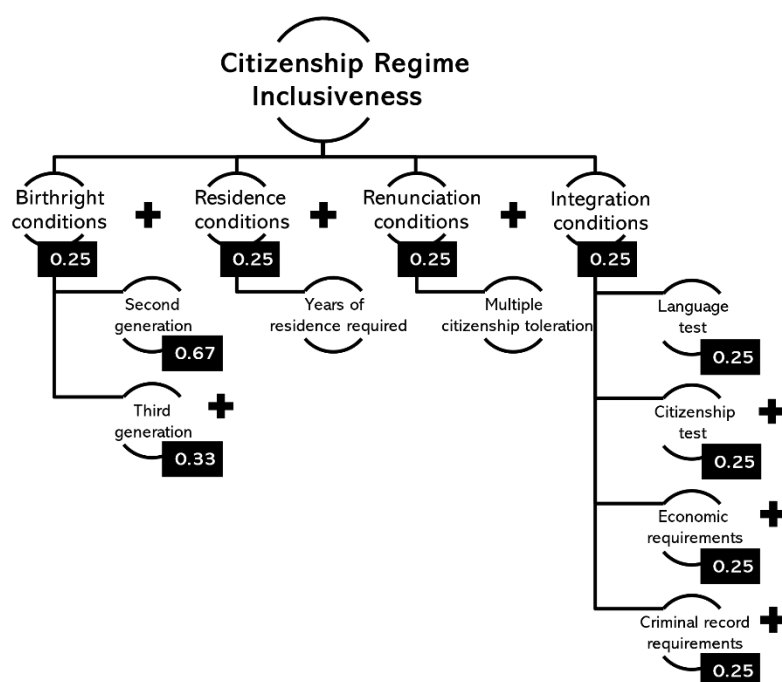 Citizenship Regime
Inclusiveness
Birthright
conditions
+
Residence
conditions
+
Renunciation
conditions
+
Integration
conditions
0.25
0.25
0.25
0.25
Second
generation
0.67
Third
generation
+
0.33
Years of
residence required
Multiple
citizenship toleration
Language
test
0.25
Citizenship
test
+
0.25
Economic
requirements
+
0.25
Criminal record
requirements
+
0.25